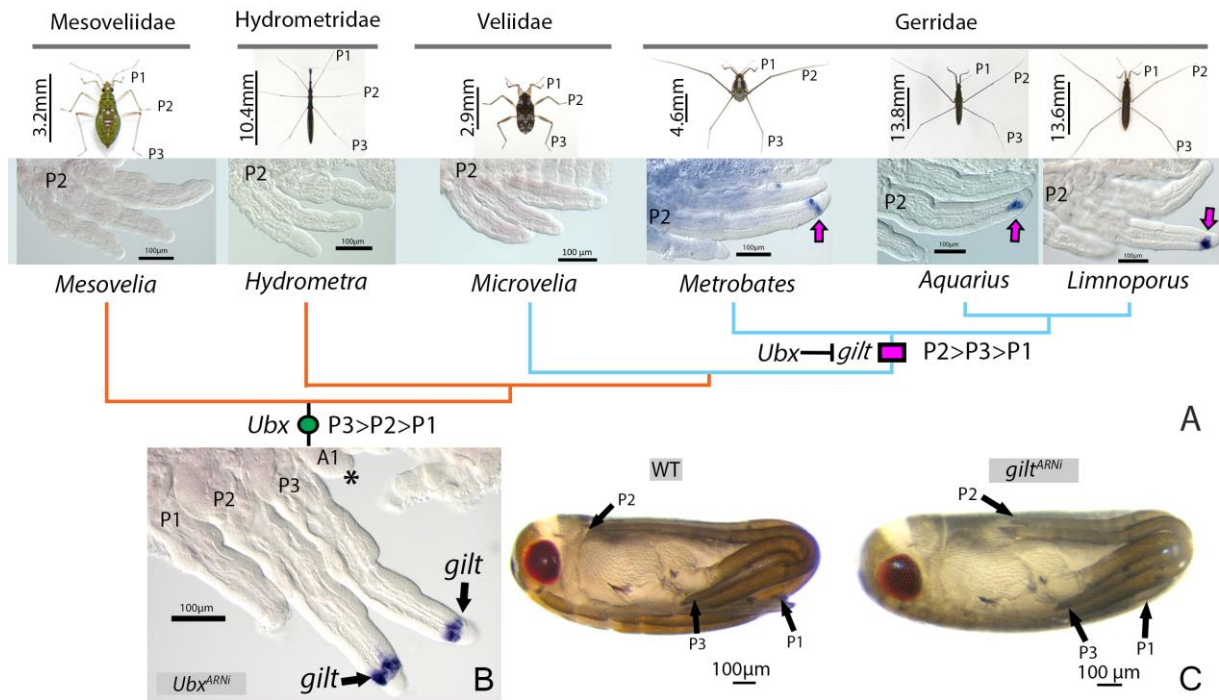 Mesoveliidae
Hydrometridae
Veliidae
Gerridae
3.2mm
P1
P2
P3
10.4mm
P1
P2
P3
2.9mm
P1
P2
P3
4.6mm
P1
P2
P3
13.8mm
P1
P2
P3
13.6mm
P1
P2
P3
P2
100µm
P2
100µm
P2
100 µm
P2
100µm
P2
100µm
P2
100µm
Mesovelia
Hydrometra
Microvelia
Metrobates
Aquarius
Limnoporus
Ubx gilt P2>P3>P1
Ubx P3>P2>P1
A
A1
*
P3
P2
P1
gilt
100µm
gilt
Ubxᴬᴿᴺⁱ
B
WT
P2
P3
P1
100µm
giltᴬᴿᴺⁱ
P2
P3
P1
100 µm
C